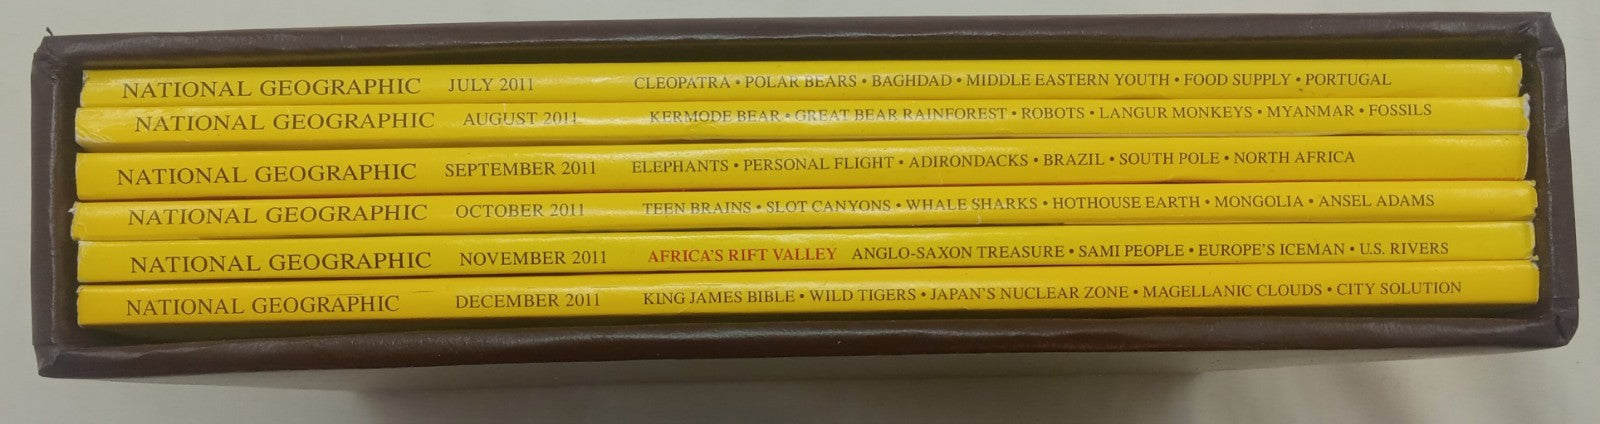 NATIONAL GEOGRAPHIC JULY 2011 CLEOPATRA • POLAR BEARS • BAGHDAD • MIDDLE EASTERN YOUTH • FOOD SUPPLY • PORTUGAL
NATIONAL GEOGRAPHIC AUGUST 2011 KERMODE BEAR • GREAT BEAR RAINFOREST • ROBOTS • LANGUR MONKEYS • MYANMAR • FOSSILS
NATIONAL GEOGRAPHIC SEPTEMBER 2011 ELEPHANTS • PERSONAL FLIGHT • ADIRONDACKS • BRAZIL • SOUTH POLE • NORTH AFRICA
NATIONAL GEOGRAPHIC OCTOBER 2011 TEEN BRAINS • SLOT CANYONS • WHALE SHARKS • HOTHOUSE EARTH • MONGOLIA • ANSEL ADAMS
NATIONAL GEOGRAPHIC NOVEMBER 2011 AFRICA'S RIFT VALLEY ANGLO-SAXON TREASURE • SAMI PEOPLE • EUROPE'S ICEMAN • U.S. RIVERS
NATIONAL GEOGRAPHIC DECEMBER 2011 KING JAMES BIBLE • WILD TIGERS • JAPAN'S NUCLEAR ZONE • MAGELLANIC CLOUDS • CITY SOLUTION